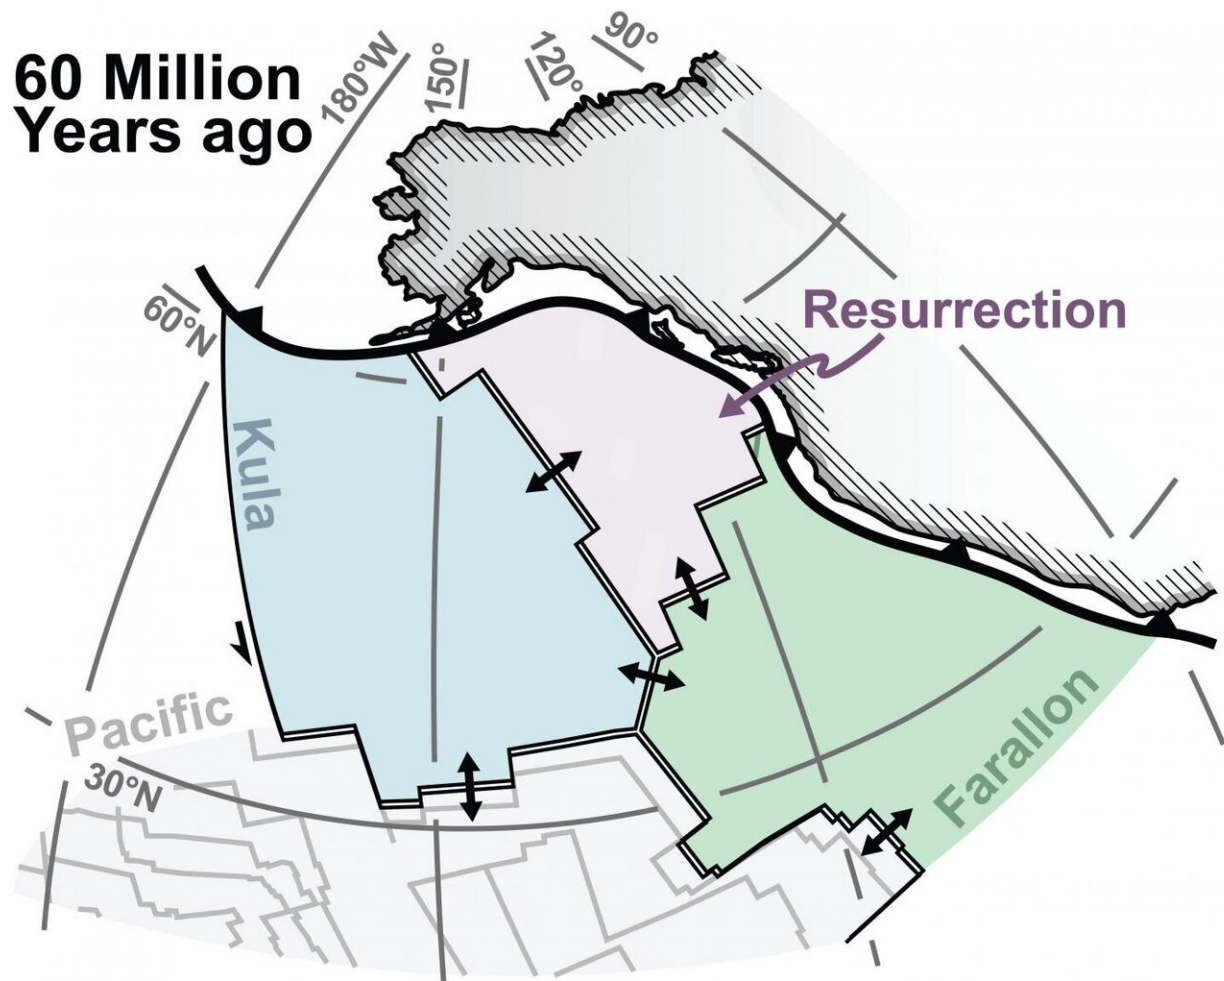 60 Million
Years ago
180°W
150°
120°
90°
60°N
Resurrection
Kula
Pacific
30°N
Farallon